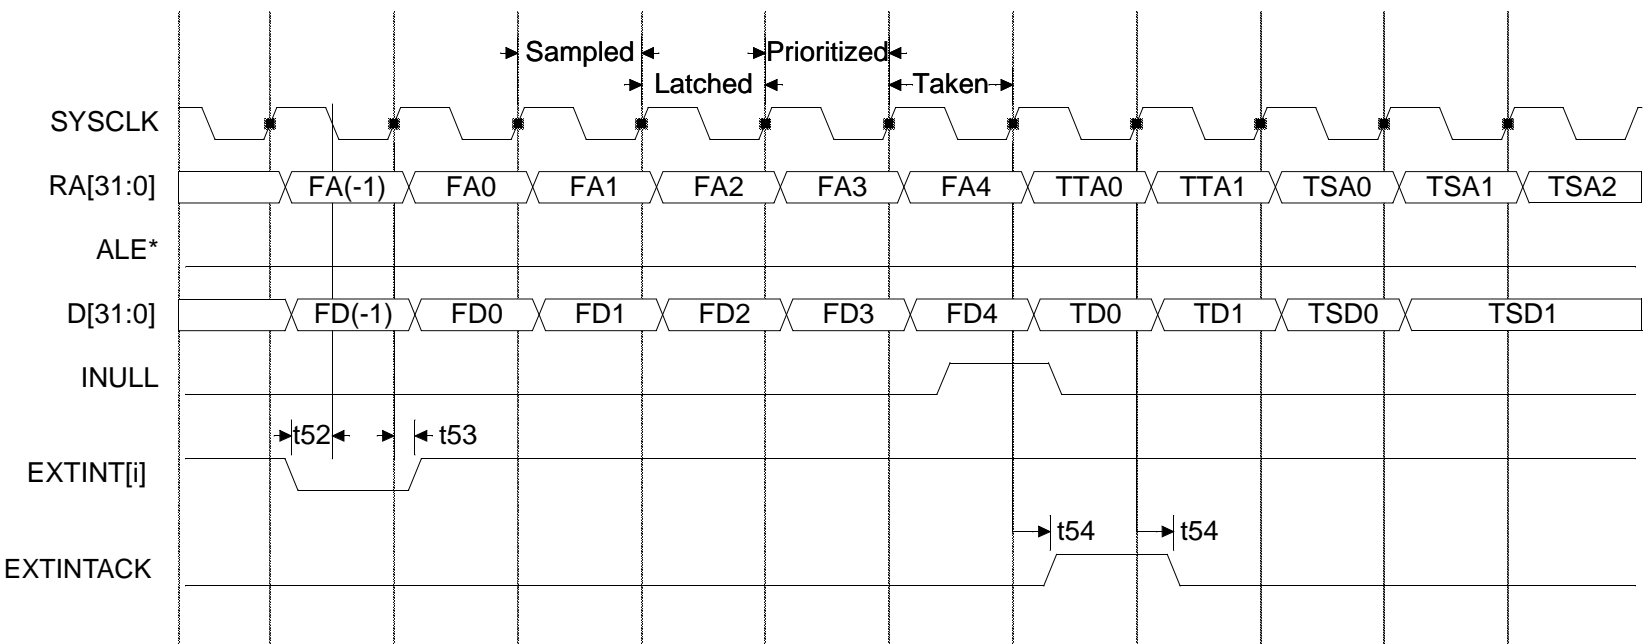 Sampled Prioritized
Latched Taken
SYSCLK
RA[31:0] FA(-1) FA0 FA1 FA2 FA3 FA4 TTA0 TTA1 TSA0 TSA1 TSA2
ALE*
D[31:0] FD(-1) FD0 FD1 FD2 FD3 FD4 TD0 TD1 TSD0 TSD1
INULL
t52 t53
EXTINT[i]
t54 t54
EXTINTACK